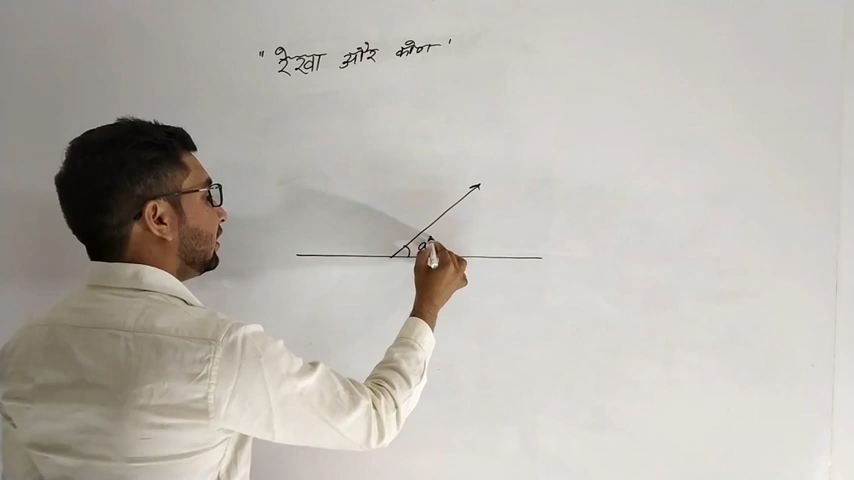 " रेखा और कोण "